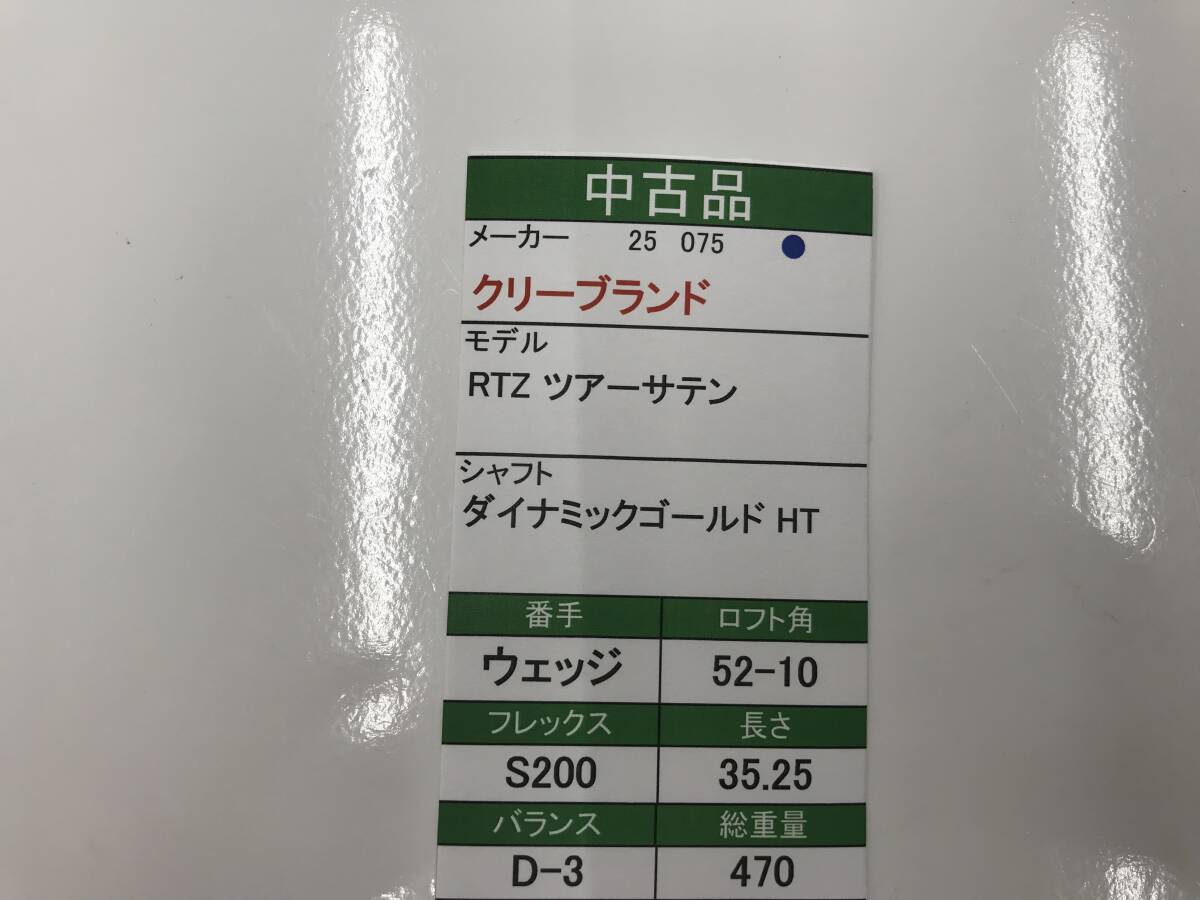 中古品
メーカー 25 075
クリーブランド
モデル
RTZ ツアーサテン
シャフト
ダイナミックゴールド HT
番手 ロフト角
ウェッジ 52-10
フレックス 長さ
S200 35.25
バランス 総重量
D-3 470